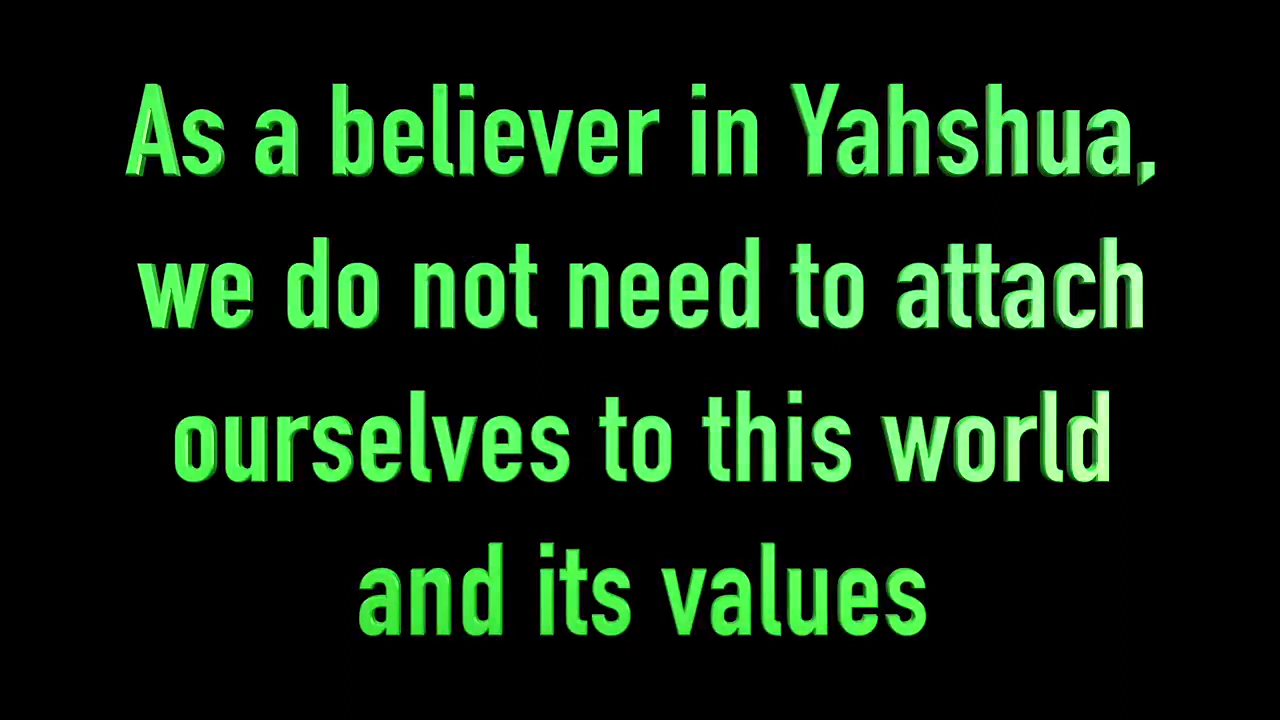 As a believer in Yahshua,
we do not need to attach
ourselves to this world
and its values